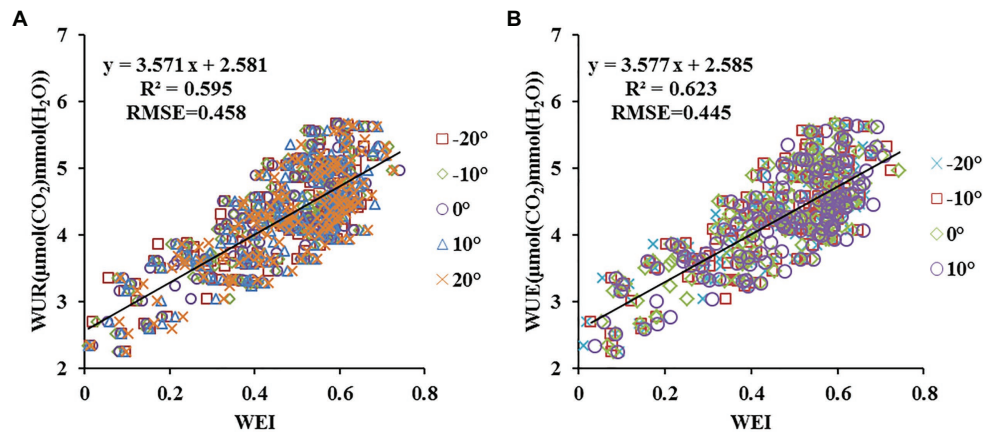 A
WUR(μmol(CO₂)mmol(H₂O))
7
6
5
4
3
2
y = 3.571 x + 2.581
R² = 0.595
RMSE=0.458
-20°
-10°
0°
10°
20°
0
0.2
0.4
0.6
0.8
WEI
B
WUE(μmol(CO₂)mmol(H₂O))
7
6
5
4
3
2
y = 3.577 x + 2.585
R² = 0.623
RMSE=0.445
-20°
-10°
0°
10°
0
0.2
0.4
0.6
0.8
WEI